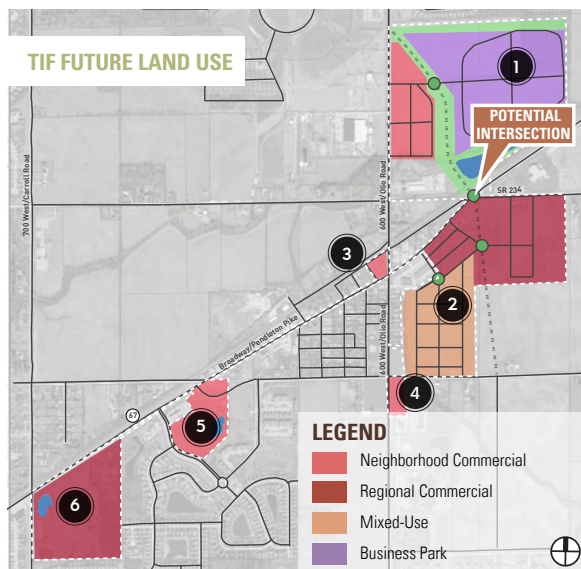 TIF FUTURE LAND USE
1
POTENTIAL
INTERSECTION
700 West/Carroll Road
600 West/Olio Road
SR 234
3
2
Broadway/Pendleton Pike
600 West/Olio Road
4
67
5
6
LEGEND
Neighborhood Commercial
Regional Commercial
Mixed-Use
Business Park